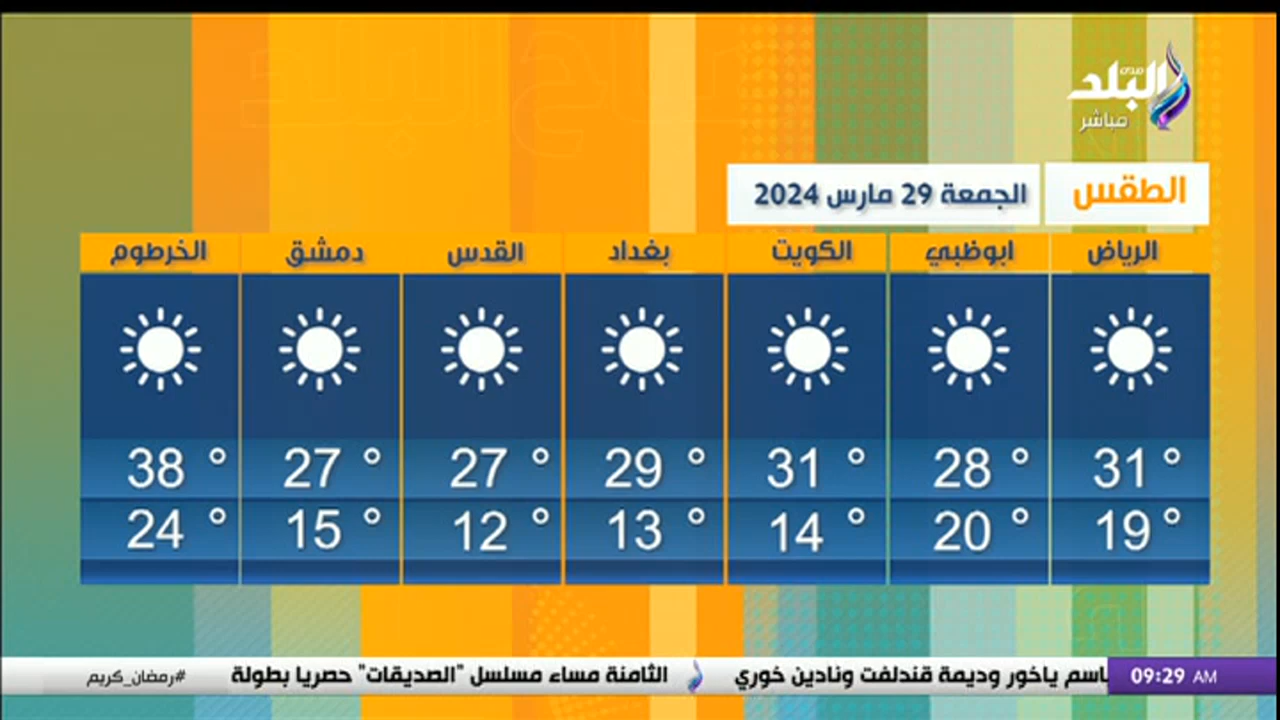 مدى
البلد
مباشر
الطقس
الجمعة 29 مارس 2024
الرياض ابوظبي الكويت بغداد القدس دمشق الخرطوم
31° 28° 31° 29° 27° 27° 38°
19° 20° 14° 13° 12° 15° 24°
09:29 AM
باسم ياخور وديمة قندلفت ونادين خوري
الثامنة مساء مسلسل "الصديقات" حصريا بطولة
#رمضان_كريم